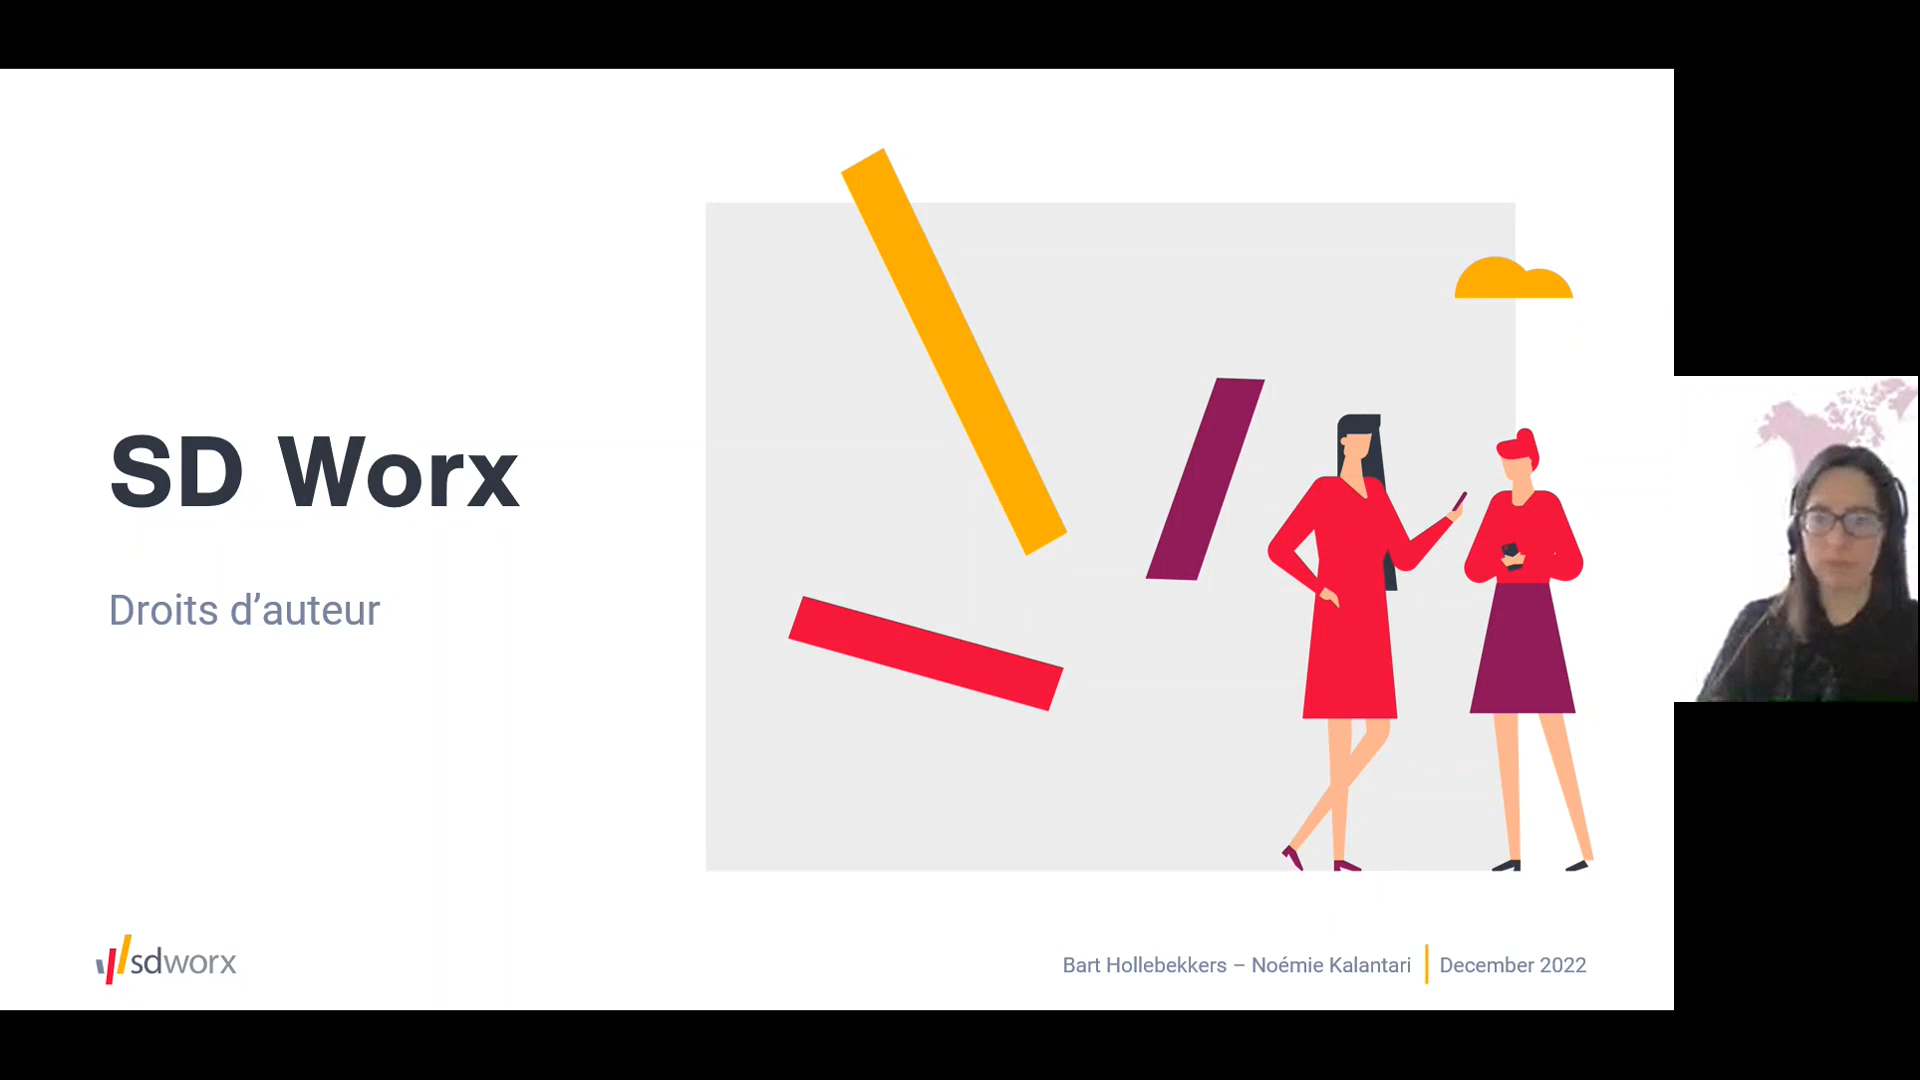 SD Worx
Droits d’auteur
sdworx
Bart Hollebekkers – Noémie Kalantari
December 2022